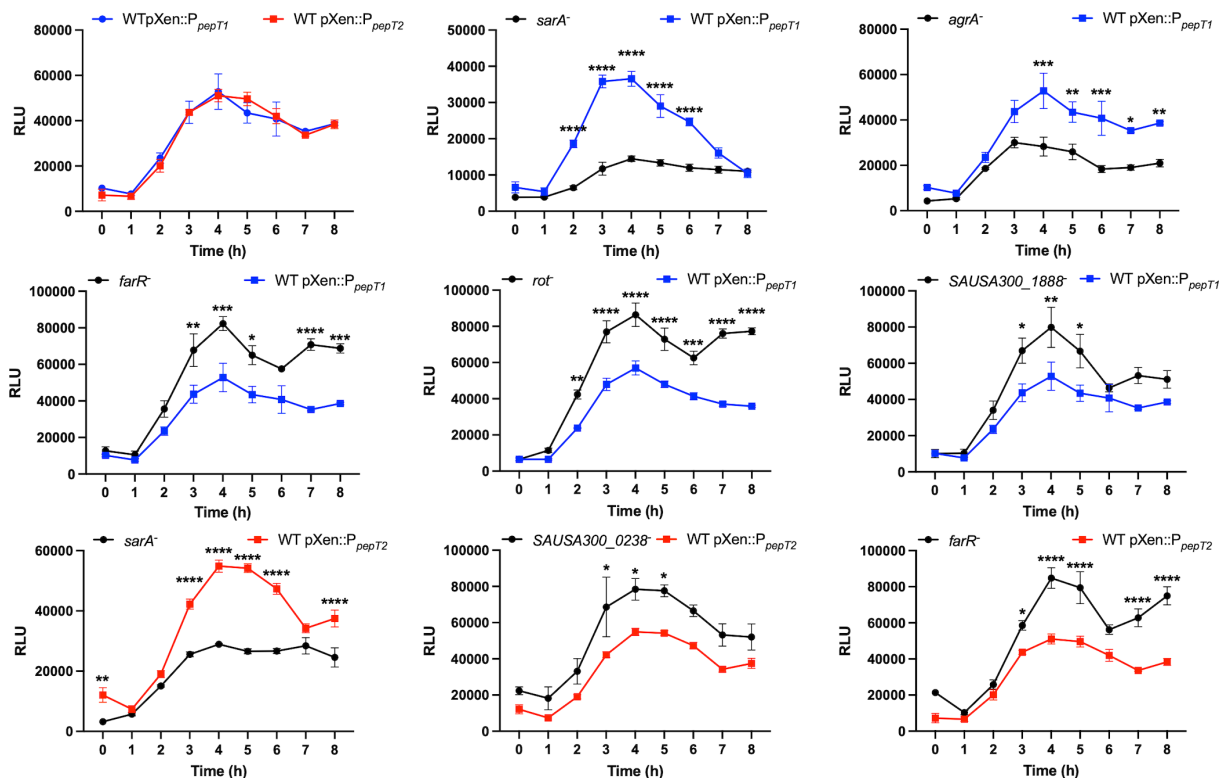 WTpXen::PpepT1 WT pXen::PpepT2
RLU
80000
60000
40000
20000
0
0 1 2 3 4 5 6 7 8
Time (h)
sarA- WT pXen::PpepT1
RLU
50000
40000
30000
20000
10000
0
**** **** **** **** ****
0 1 2 3 4 5 6 7 8
Time (h)
agrA- WT pXen::PpepT1
RLU
80000
60000
40000
20000
0
*** ** *** * **
0 1 2 3 4 5 6 7 8
Time (h)
farR- WT pXen::PpepT1
RLU
100000
80000
60000
40000
20000
0
** *** * **** ***
0 1 2 3 4 5 6 7 8
Time (h)
rot- WT pXen::PpepT1
RLU
100000
80000
60000
40000
20000
0
** **** **** **** *** **** ****
0 1 2 3 4 5 6 7 8
Time (h)
SAUSA300_1888- WT pXen::PpepT1
RLU
100000
80000
60000
40000
20000
0
* ** *
0 1 2 3 4 5 6 7 8
Time (h)
sarA- WT pXen::PpepT2
RLU
60000
40000
20000
0
** **** **** **** **** ****
0 1 2 3 4 5 6 7 8
Time (h)
SAUSA300_0238- WT pXen::PpepT2
RLU
100000
80000
60000
40000
20000
0
* * *
0 1 2 3 4 5 6 7 8
Time (h)
farR- WT pXen::PpepT2
RLU
100000
80000
60000
40000
20000
0
* **** **** **** ****
0 1 2 3 4 5 6 7 8
Time (h)